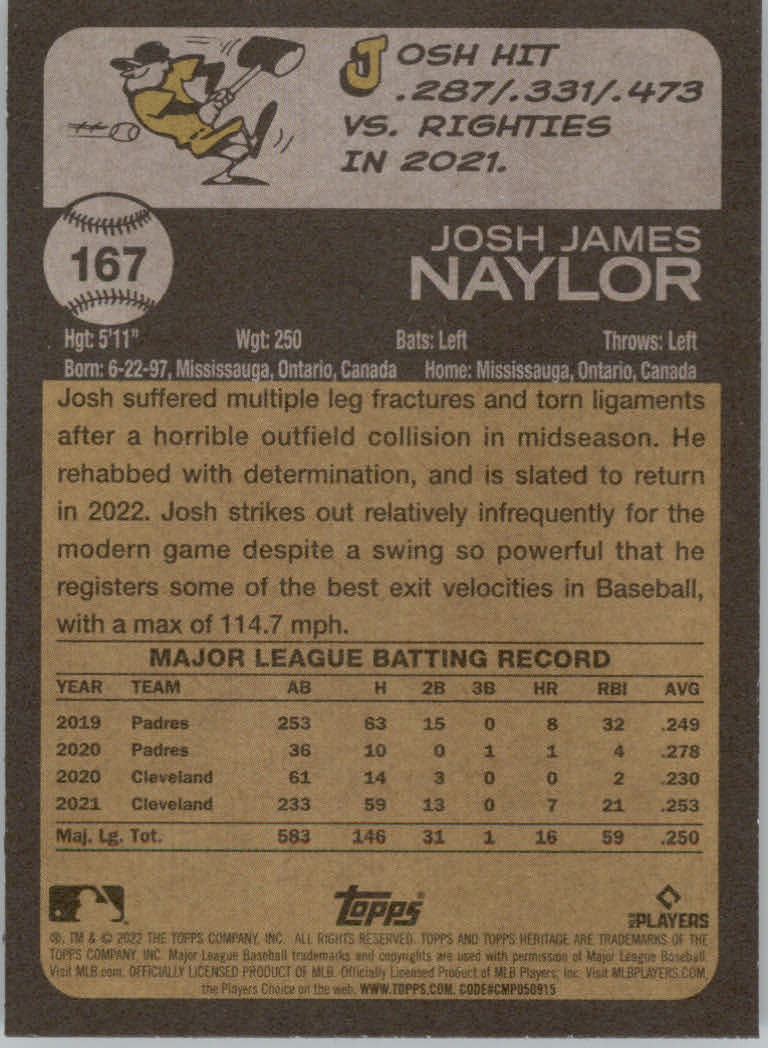 JOSH HIT
.287/.331/.473
VS. RIGHTIES
IN 2021.
167
JOSH JAMES
NAYLOR
Hgt: 5'11" Wgt: 250 Bats: Left Throws: Left
Born: 6-22-97, Mississauga, Ontario, Canada Home: Mississauga, Ontario, Canada
Josh suffered multiple leg fractures and torn ligaments
after a horrible outfield collision in midseason. He
rehabbed with determination, and is slated to return
in 2022. Josh strikes out relatively infrequently for the
modern game despite a swing so powerful that he
registers some of the best exit velocities in Baseball,
with a max of 114.7 mph.
MAJOR LEAGUE BATTING RECORD
YEAR TEAM AB H 2B 3B HR RBI AVG
2019 Padres 253 63 15 0 8 32 .249
2020 Padres 36 10 0 1 1 4 .278
2020 Cleveland 61 14 3 0 0 2 .230
2021 Cleveland 233 59 13 0 7 21 .253
Maj. Lg. Tot. 583 146 31 1 16 59 .250
Topps®
MLB PLAYERS
®, TM & © 2022 THE TOPPS COMPANY, INC. ALL RIGHTS RESERVED. TOPPS AND TOPPS HERITAGE ARE TRADEMARKS OF THE
TOPPS COMPANY, INC. Major League Baseball trademarks and copyrights are used with permission of Major League Baseball.
Visit MLB.com. OFFICIALLY LICENSED PRODUCT OF MLB. Officially Licensed Product of MLB Players, Inc. Visit MLBPLAYERS.COM,
the Players Choice on the web. WWW.TOPPS.COM. CODE#CMP050915